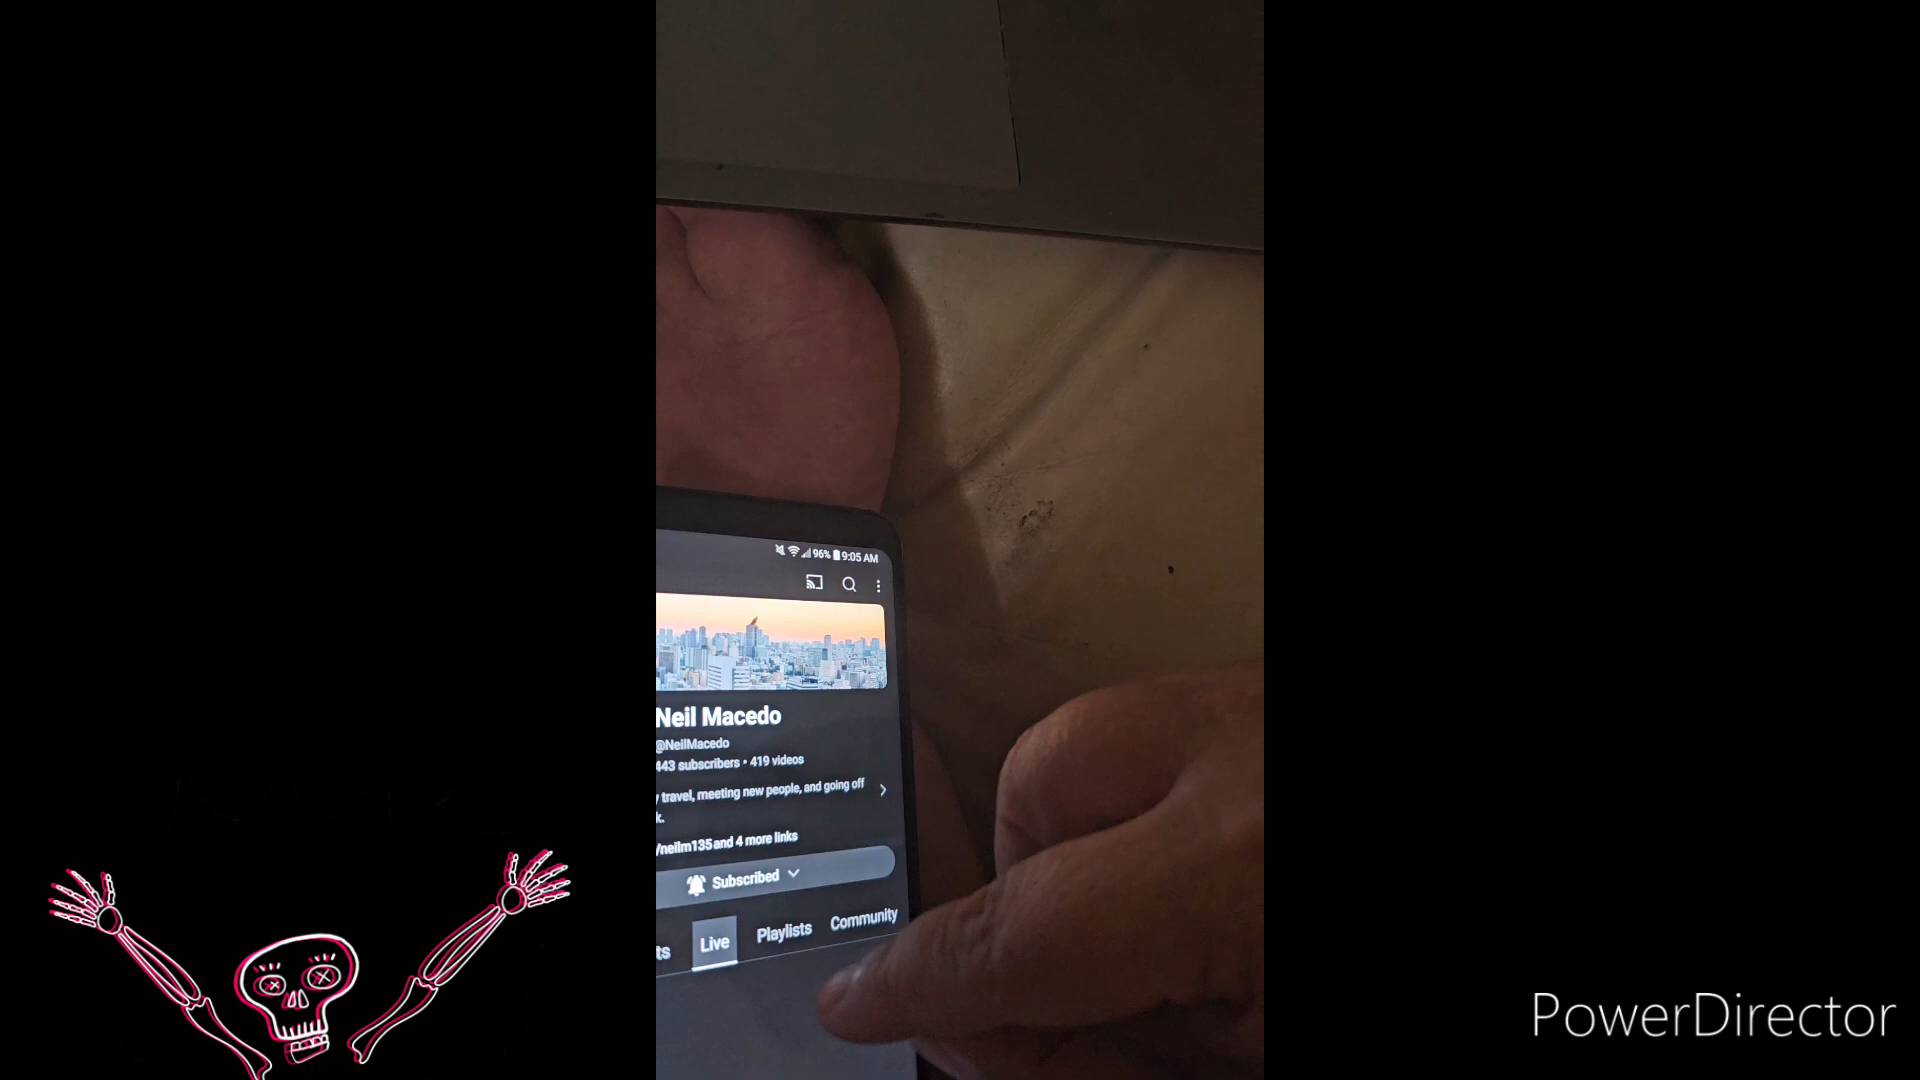 96% 9:05 AM
Neil Macedo
@NeilMacedo
443 subscribers • 419 videos
travel, meeting new people, and going off
k.
/neilm135 and 4 more links
Subscribed
ts Live Playlists Community
PowerDirector